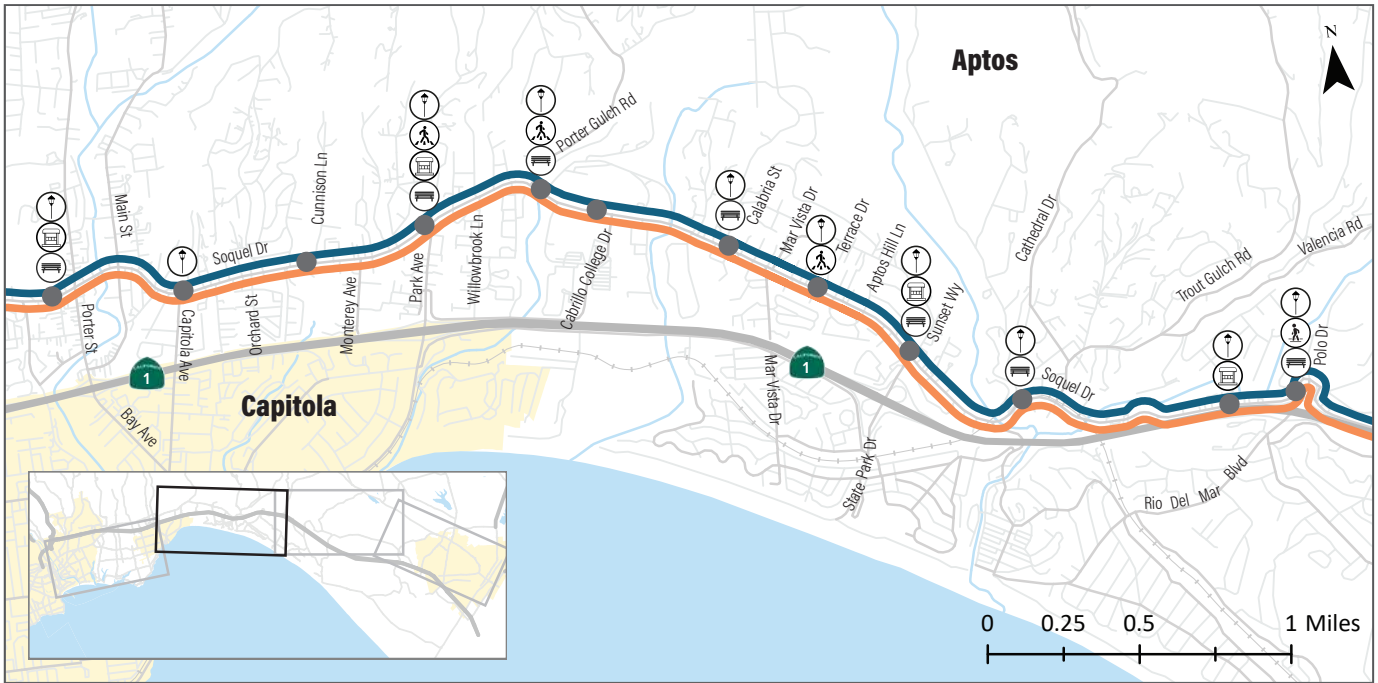 Aptos
N
Porter Gulch Rd
Main St
Cunnison Ln
Soquel Dr
Calabria St
Mar Vista Dr
Terrace Dr
Aptos Hill Ln
Sunset Wy
Cathedral Dr
Trout Gulch Rd
Valencia Rd
Porter St
Capitola Ave
Orchard St
Monterey Ave
Park Ave
Willowbrook Ln
Cabrillo College Dr
Soquel Dr
Polo Dr
1
1
Mar Vista Dr
Capitola
Bay Ave
State Park Dr
Rio Del Mar Blvd
0 0.25 0.5 1 Miles